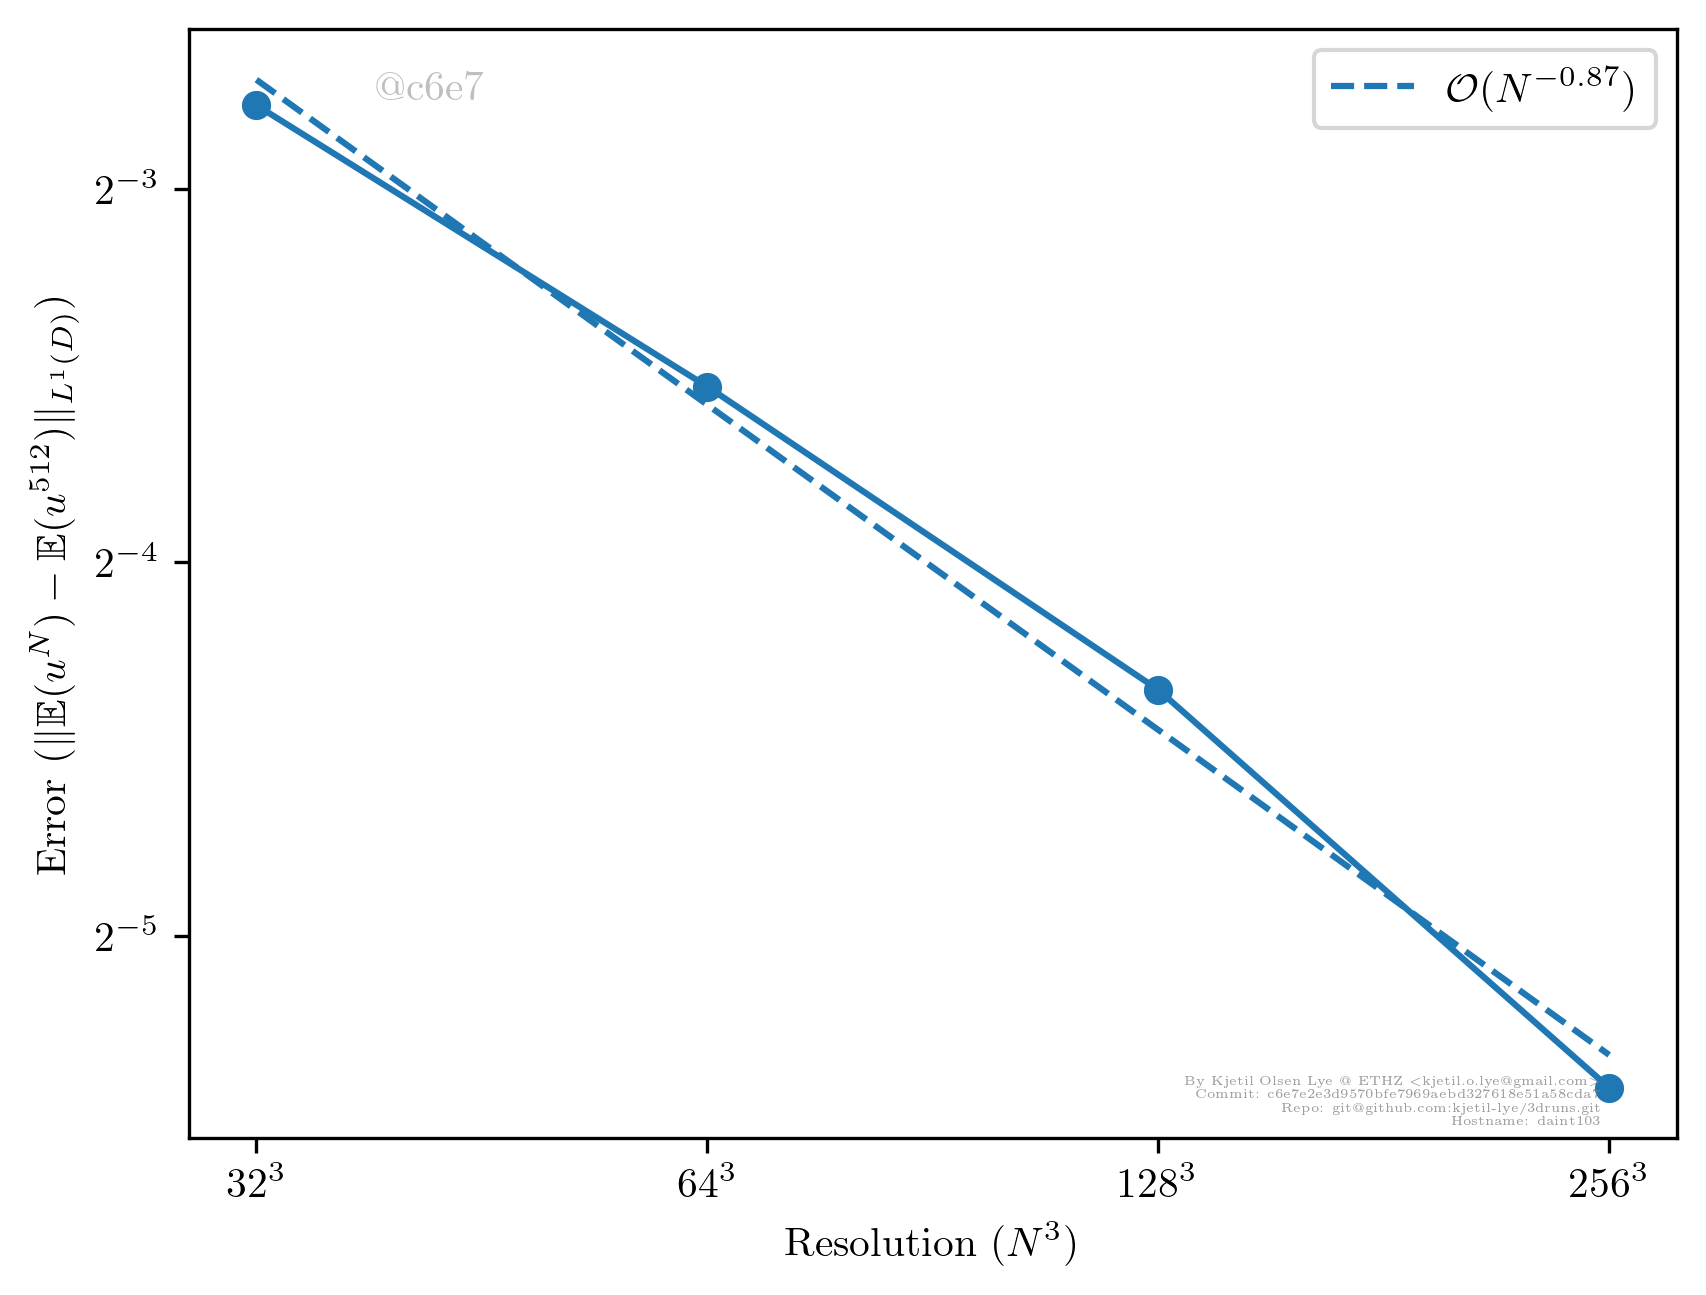 @c6e7
𝒪(N^{-0.87})
2^{-3}
2^{-4}
2^{-5}
Error (‖𝔼(u^N) − 𝔼(u^{512})‖_{L^1(D)})
By Kjetil Olsen Lye @ ETHZ <kjetil.o.lye@gmail.com>
Commit: c6e7e2e3d9570bfe7969aebd327618e51a58cda7
Repo: git@github.com:kjetil-lye/3druns.git
Hostname: daint103
32^3
64^3
128^3
256^3
Resolution (N^3)